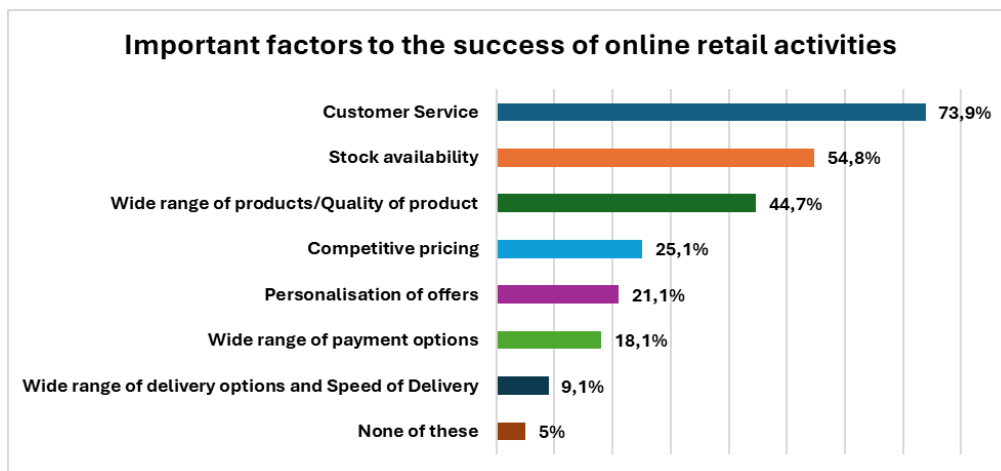 Important factors to the success of online retail activities
Customer Service 73,9%
Stock availability 54,8%
Wide range of products/Quality of product 44,7%
Competitive pricing 25,1%
Personalisation of offers 21,1%
Wide range of payment options 18,1%
Wide range of delivery options and Speed of Delivery 9,1%
None of these 5%